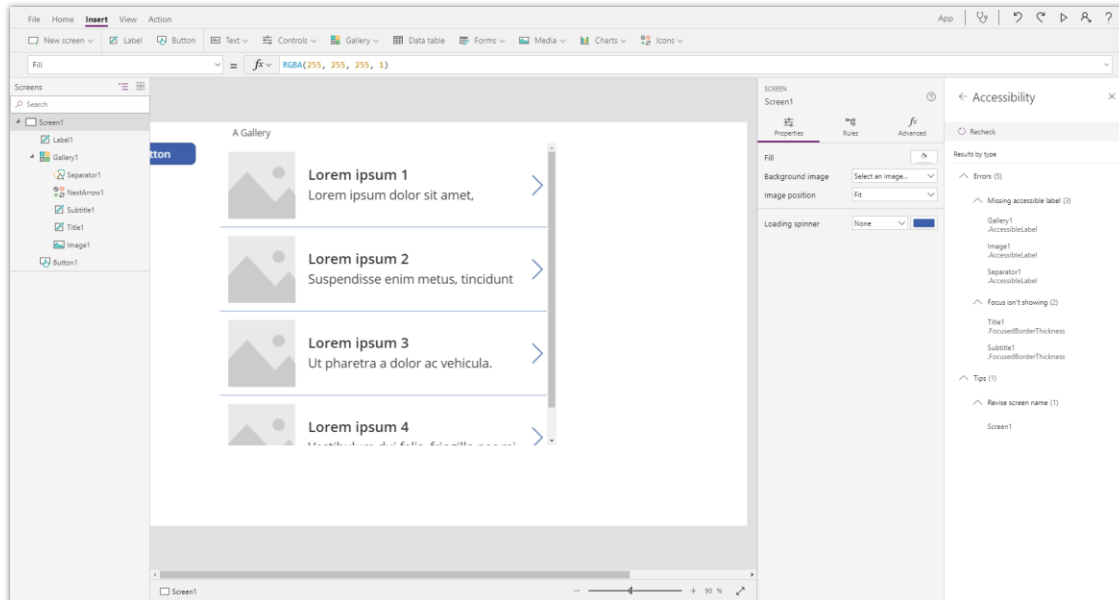 File Home Insert View Action App
New screen Label Button Text Controls Gallery Data table Forms Media Charts Icons
Fill = fx RGBA(255, 255, 255, 1)
Screens
Search
Screen1
Label1
Gallery1
Separator1
NextArrow1
Subtitle1
Title1
Image1
Button1
A Gallery
tton
Lorem ipsum 1
Lorem ipsum dolor sit amet,
Lorem ipsum 2
Suspendisse enim metus, tincidunt
Lorem ipsum 3
Ut pharetra a dolor ac vehicula.
Lorem ipsum 4
Screen1
90 %
SCREEN
Screen1
Properties Rules Advanced
Fill
Background image Select an image...
Image position Fit
Loading spinner None
Accessibility
Recheck
Results by type
Errors (5)
Missing accessible label (3)
Gallery1
.AccessibleLabel
Image1
.AccessibleLabel
Separator1
.AccessibleLabel
Focus isn't showing (2)
Title1
.FocusedBorderThickness
Subtitle1
.FocusedBorderThickness
Tips (1)
Revise screen name (1)
Screen1